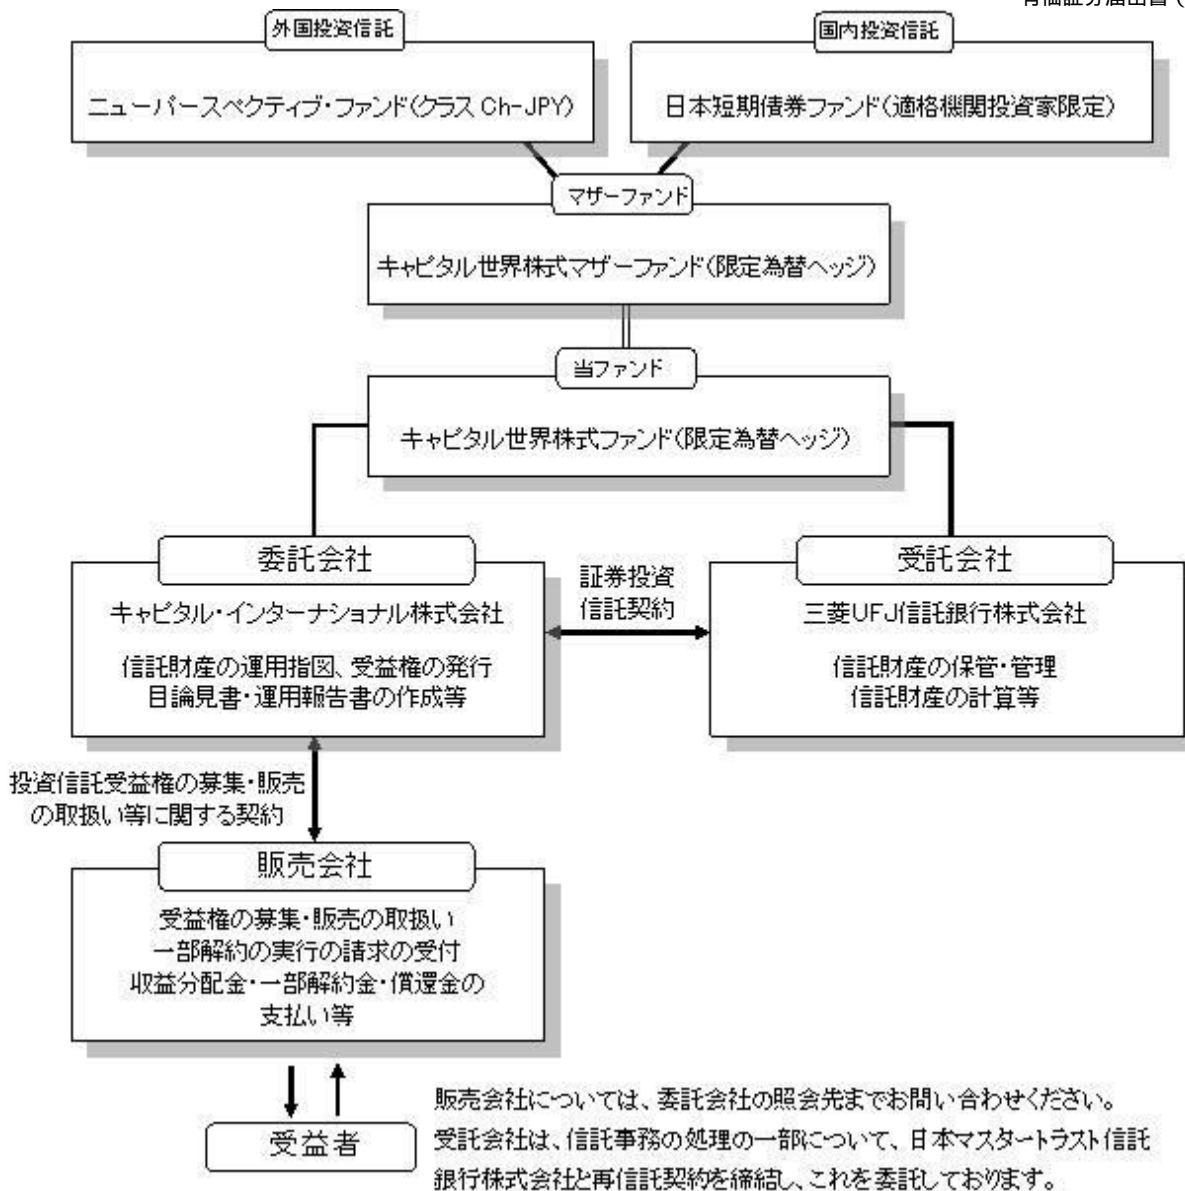 外国投資信託
国内投資信託
ニューパースペクティブ・ファンド(クラス Ch-JPY)
日本短期債券ファンド(適格機関投資家限定)
マザーファンド
キャピタル世界株式マザーファンド(限定為替ヘッジ)
当ファンド
キャピタル世界株式ファンド(限定為替ヘッジ)
委託会社
キャピタル・インターナショナル株式会社
信託財産の運用指図、受益権の発行
目論見書・運用報告書の作成等
証券投資
信託契約
受託会社
三菱UFJ信託銀行株式会社
信託財産の保管・管理
信託財産の計算等
投資信託受益権の募集・販売
の取扱い等に関する契約
販売会社
受益権の募集・販売の取扱い
一部解約の実行の請求の受付
収益分配金・一部解約金・償還金の
支払い等
受益者
販売会社については、委託会社の照会先までお問い合わせください。
受託会社は、信託事務の処理の一部について、日本マスタートラスト信託
銀行株式会社と再信託契約を締結し、これを委託しております。